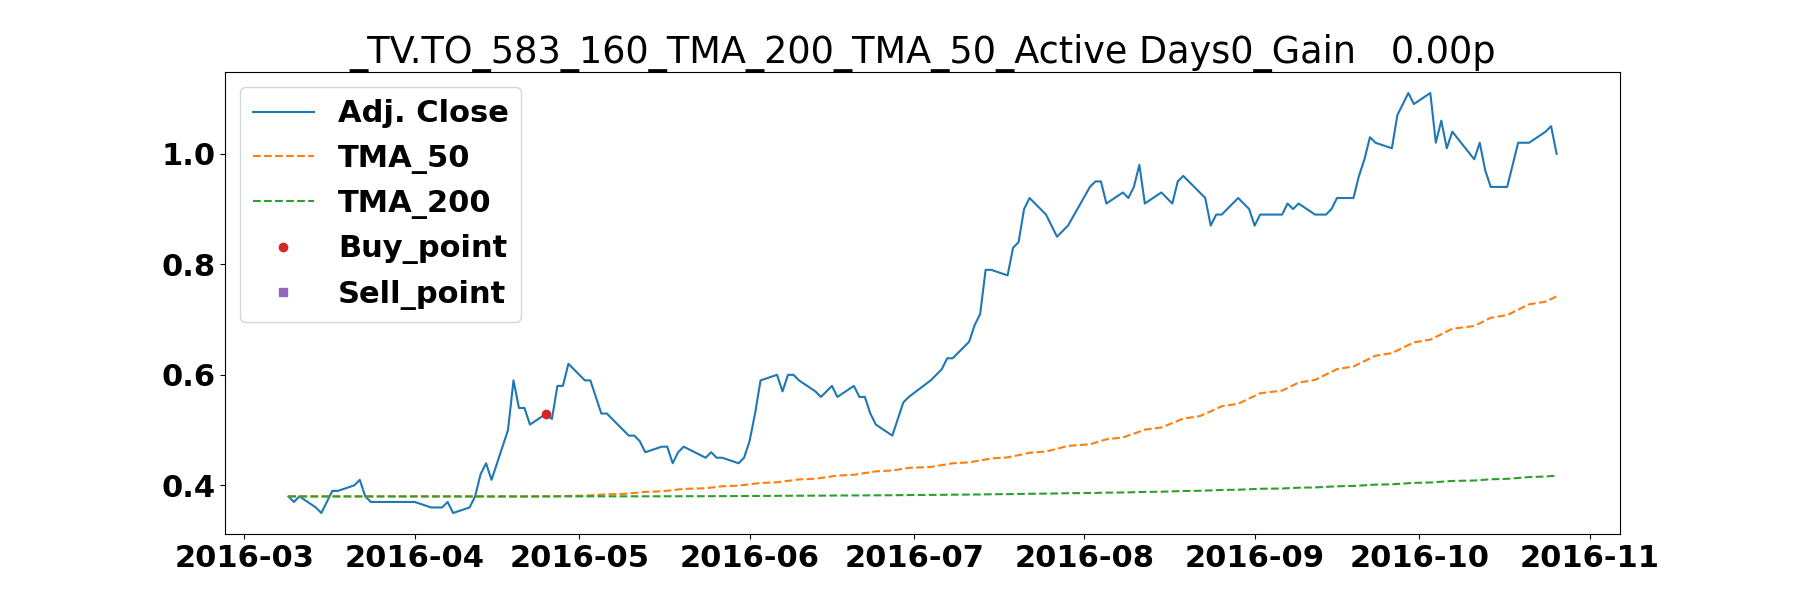 _TV.TO_583_160_TMA_200_TMA_50_Active Days0_Gain   0.00p
Adj. Close
TMA_50
TMA_200
Buy_point
Sell_point
1.0
0.8
0.6
0.4
2016-03 2016-04 2016-05 2016-06 2016-07 2016-08 2016-09 2016-10 2016-11